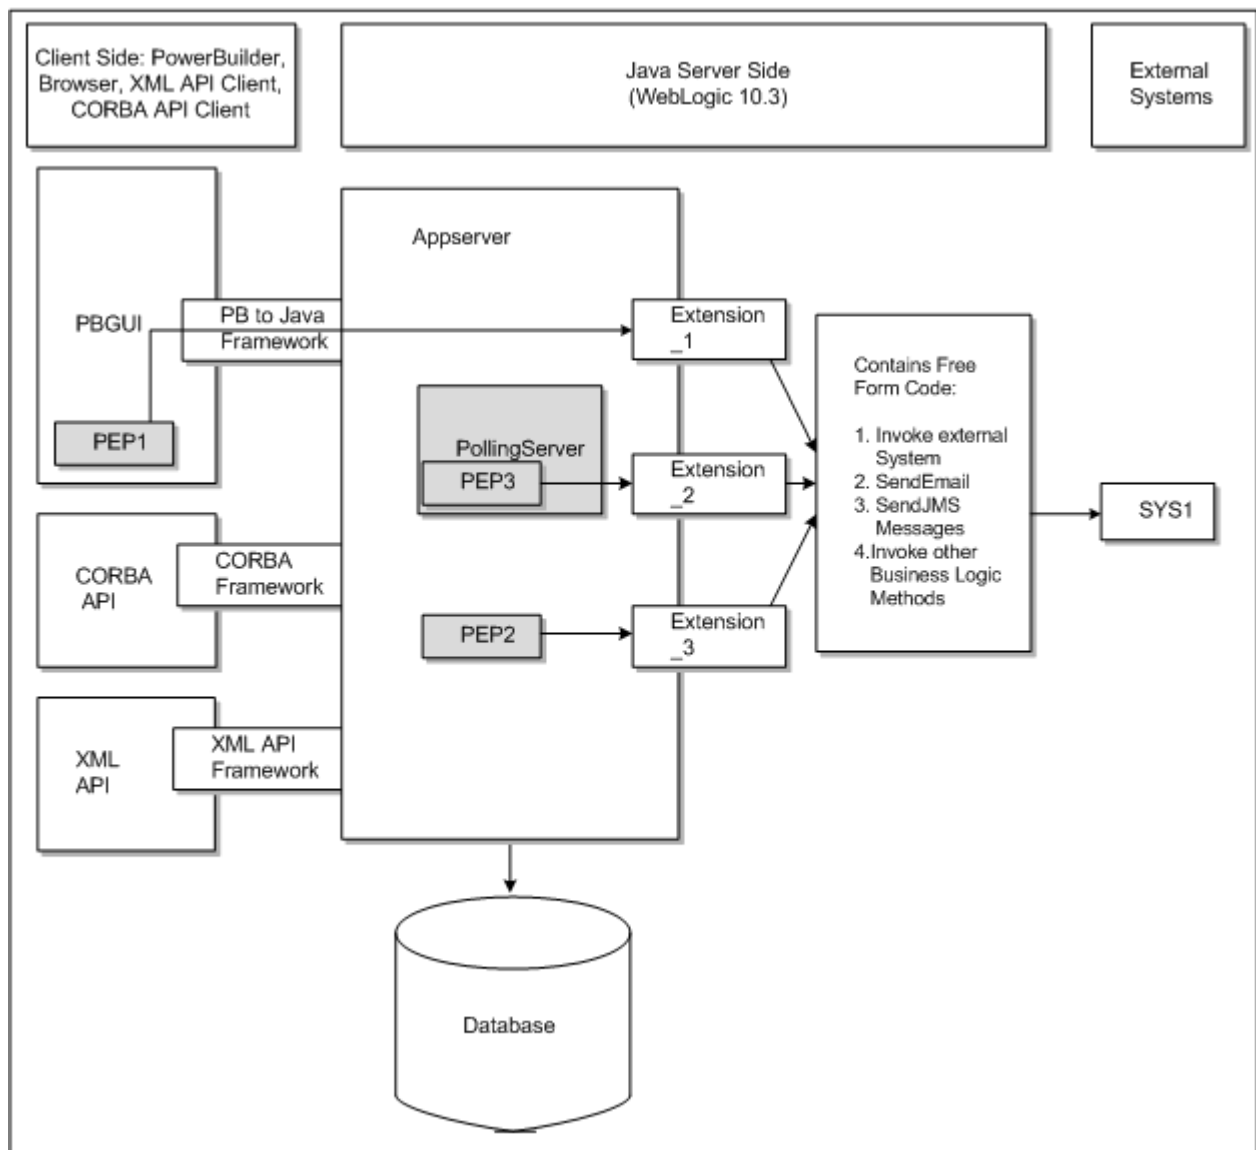 Client Side: PowerBuilder,
Browser, XML API Client,
CORBA API Client
Java Server Side
(WebLogic 10.3)
External
Systems
Appserver
PBGUI
PB to Java
Framework
Extension
_1
PEP1
PollingServer
PEP3
Extension
_2
Contains Free
Form Code:
1. Invoke external
System
2. SendEmail
3. SendJMS
Messages
4.Invoke other
Business Logic
Methods
SYS1
CORBA
API
CORBA
Framework
PEP2
Extension
_3
XML
API
XML API
Framework
Database